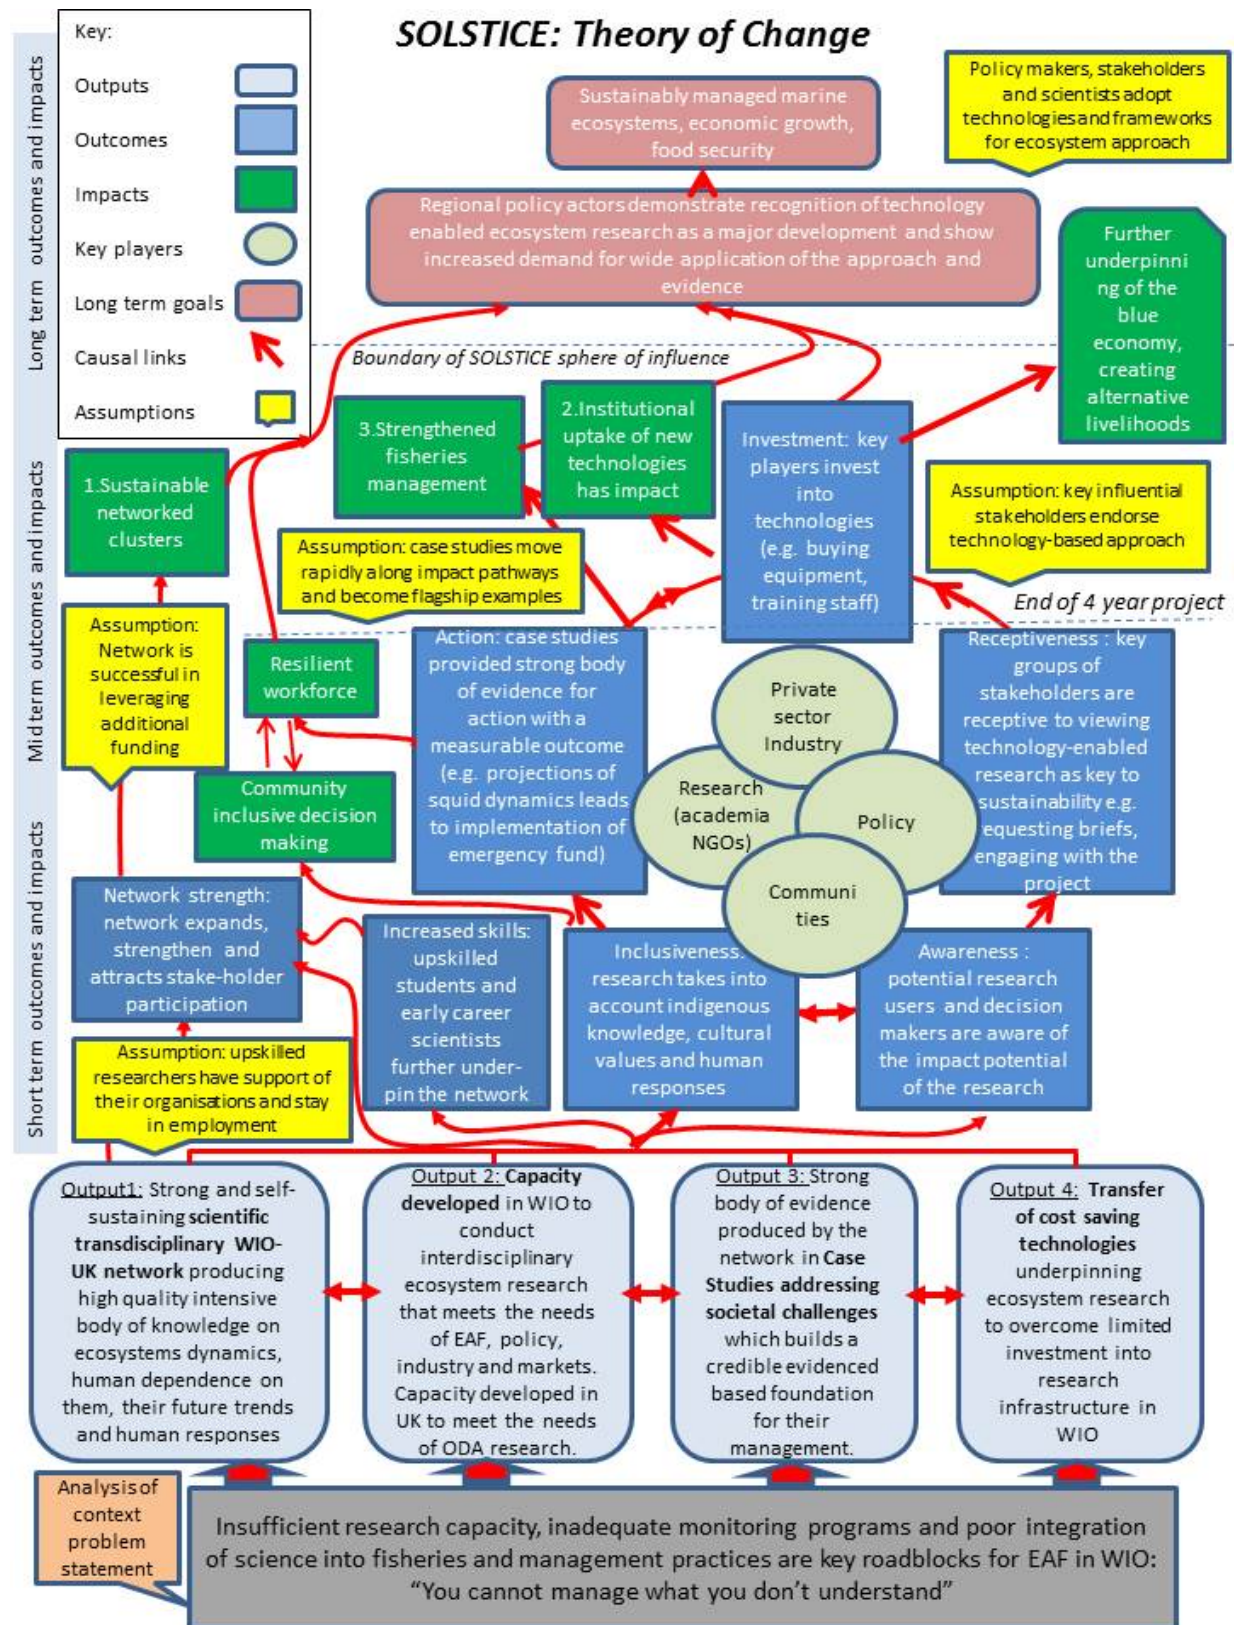 SOLSTICE: Theory of Change
Key:
Outputs
Outcomes
Impacts
Key players
Long term goals
Causal links
Assumptions
Long term outcomes and impacts
Mid term outcomes and impacts
Short term outcomes and impacts
Sustainably managed marine
ecosystems, economic growth,
food security
Policy makers, stakeholders
and scientists adopt
technologies and frameworks
for ecosystem approach
Regional policy actors demonstrate recognition of technology
enabled ecosystem research as a major development and show
increased demand for wide application of the approach and
evidence
Further
underpinni
ng of the
blue
economy,
creating
alternative
livelihoods
Boundary of SOLSTICE sphere of influence
3.Strengthened
fisheries
management
2.Institutional
uptake of new
technologies
has impact
Investment: key
players invest
into
technologies
(e.g. buying
equipment,
training staff)
1.Sustainable
networked
clusters
Assumption: key influential
stakeholders endorse
technology-based approach
Assumption: case studies move
rapidly along impact pathways
and become flagship examples
End of 4 year project
Assumption:
Network is
successful in
leveraging
additional
funding
Resilient
workforce
Action: case studies
provided strong body
of evidence for
action with a
measurable outcome
(e.g. projections of
squid dynamics leads
to implementation of
emergency fund)
Receptiveness : key
groups of
stakeholders are
receptive to viewing
technology-enabled
research as key to
sustainability e.g.
requesting briefs,
engaging with the
project
Private
sector
Industry
Research
(academia
NGOs)
Policy
Communi
ties
Community
inclusive decision
making
Network strength:
network expands,
strengthen and
attracts stake-holder
participation
Increased skills:
upskilled
students and
early career
scientists
further under-
pin the network
Inclusiveness:
research takes into
account indigenous
knowledge, cultural
values and human
responses
Awareness :
potential research
users and decision
makers are aware of
the impact potential
of the research
Assumption: upskilled
researchers have support of
their organisations and stay
in employment
Output1: Strong and self-
sustaining scientific
transdisciplinary WIO-
UK network producing
high quality intensive
body of knowledge on
ecosystems dynamics,
human dependence on
them, their future trends
and human responses
Output 2: Capacity
developed in WIO to
conduct
interdisciplinary
ecosystem research
that meets the needs
of EAF, policy,
industry and markets.
Capacity developed in
UK to meet the needs
of ODA research.
Output 3: Strong
body of evidence
produced by the
network in Case
Studies addressing
societal challenges
which builds a
credible evidenced
based foundation
for their
management.
Output 4: Transfer
of cost saving
technologies
underpinning
ecosystem research
to overcome limited
investment into
research
infrastructure in
WIO
Analysis of
context
problem
statement
Insufficient research capacity, inadequate monitoring programs and poor integration
of science into fisheries and management practices are key roadblocks for EAF in WIO:
“You cannot manage what you don’t understand”